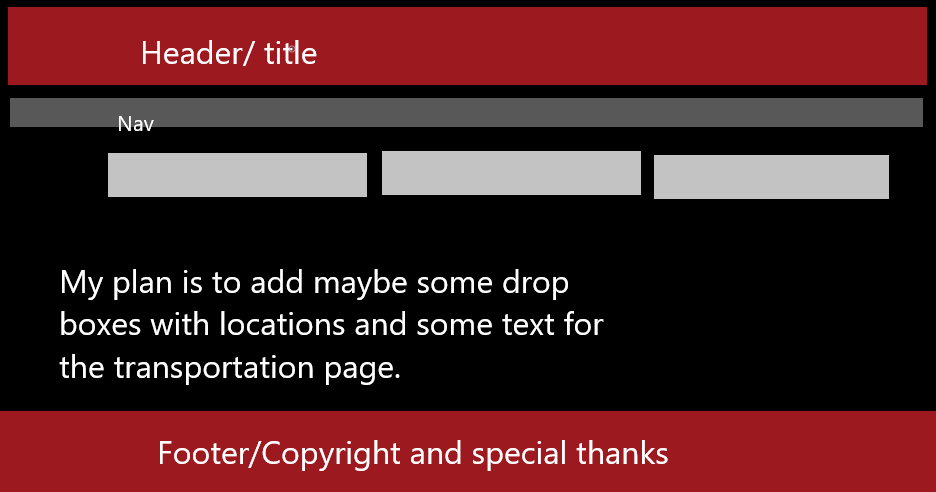 Header/ title
Nav
My plan is to add maybe some drop
boxes with locations and some text for
the transportation page.
Footer/Copyright and special thanks